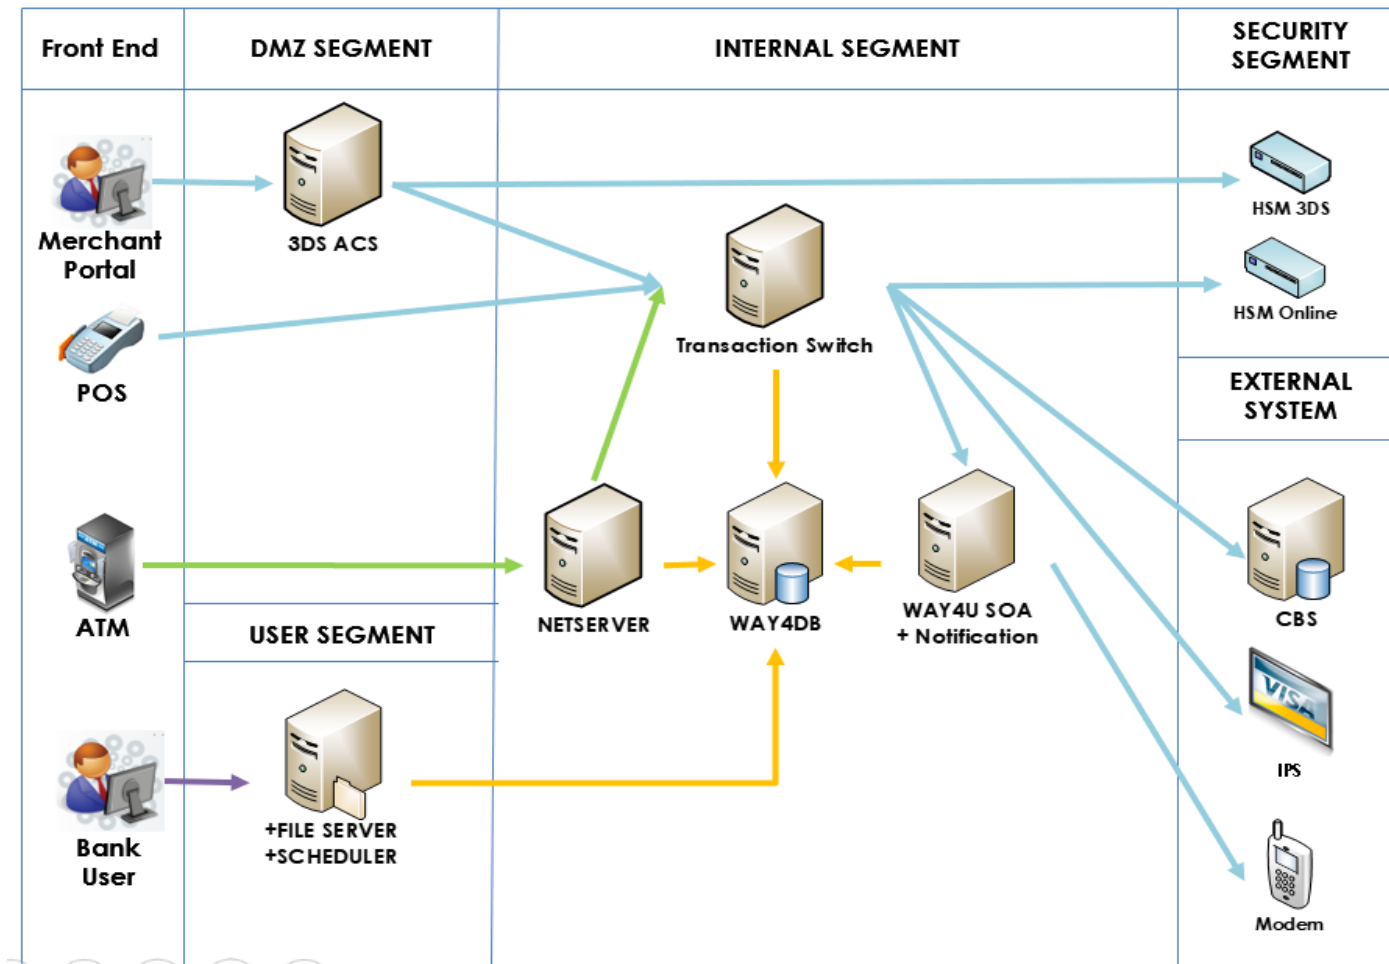 Front End
DMZ SEGMENT
INTERNAL SEGMENT
SECURITY
SEGMENT
Merchant
Portal
3DS ACS
HSM 3DS
POS
Transaction Switch
HSM Online
EXTERNAL
SYSTEM
ATM
ATM
USER SEGMENT
NETSERVER
WAY4DB
WAY4U SOA
+ Notification
CBS
VISA
IPS
Bank
User
+FILE SERVER
+SCHEDULER
Modem